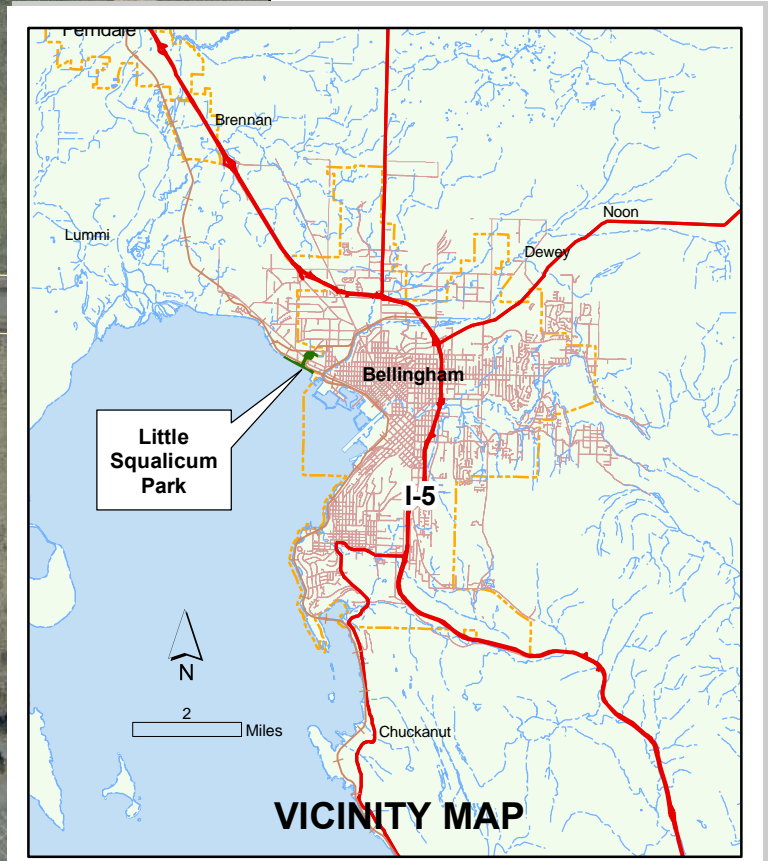 Ferndale
Brennan
Lummi
Noon
Dewey
Bellingham
Little
Squalicum
Park
I-5
N
2
Miles
Chuckanut
VICINITY MAP